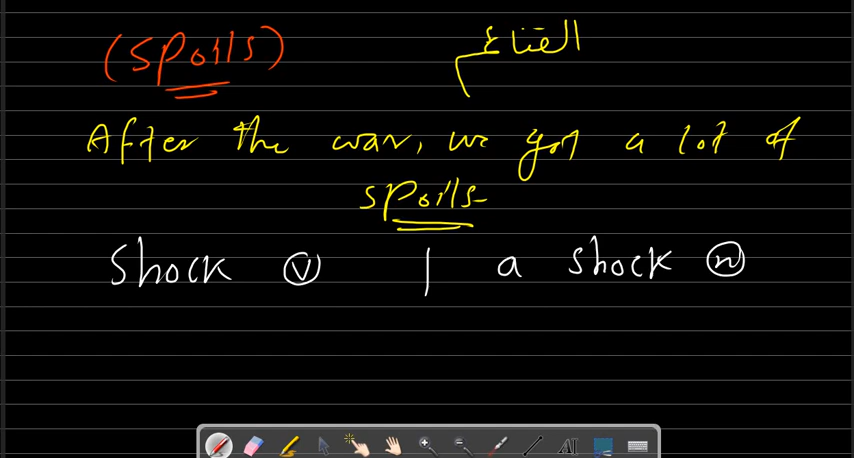 (spoils) الغنائم
After the war, we got a lot of
spoils
Shock (v) | a shock (n)